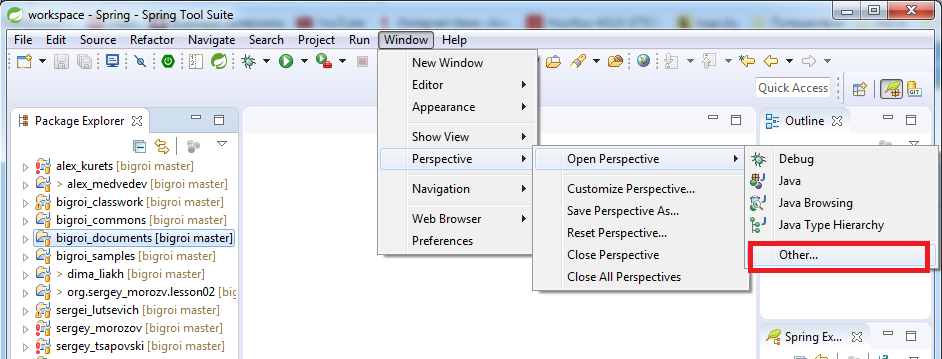 workspace - Spring - Spring Tool Suite
File Edit Source Refactor Navigate Search Project Run Window Help
Quick Access
GIT
New Window
Editor
Appearance
Show View
Perspective
Navigation
Web Browser
Preferences
Open Perspective
Customize Perspective...
Save Perspective As...
Reset Perspective...
Close Perspective
Close All Perspectives
Debug
Java
Java Browsing
Java Type Hierarchy
Other...
Package Explorer
alex_kurets [bigroi master]
> alex_medvedev [bigroi master]
bigroi_classwork [bigroi master]
bigroi_commons [bigroi master]
bigroi_documents [bigroi master]
bigroi_samples [bigroi master]
> dima_liakh [bigroi master]
> org.sergey_morozv.lesson02 [bigroi master]
sergei_lutsevich [bigroi master]
sergey_morozov [bigroi master]
sergey_tsapovski [bigroi master]
Outline
Spring Ex...